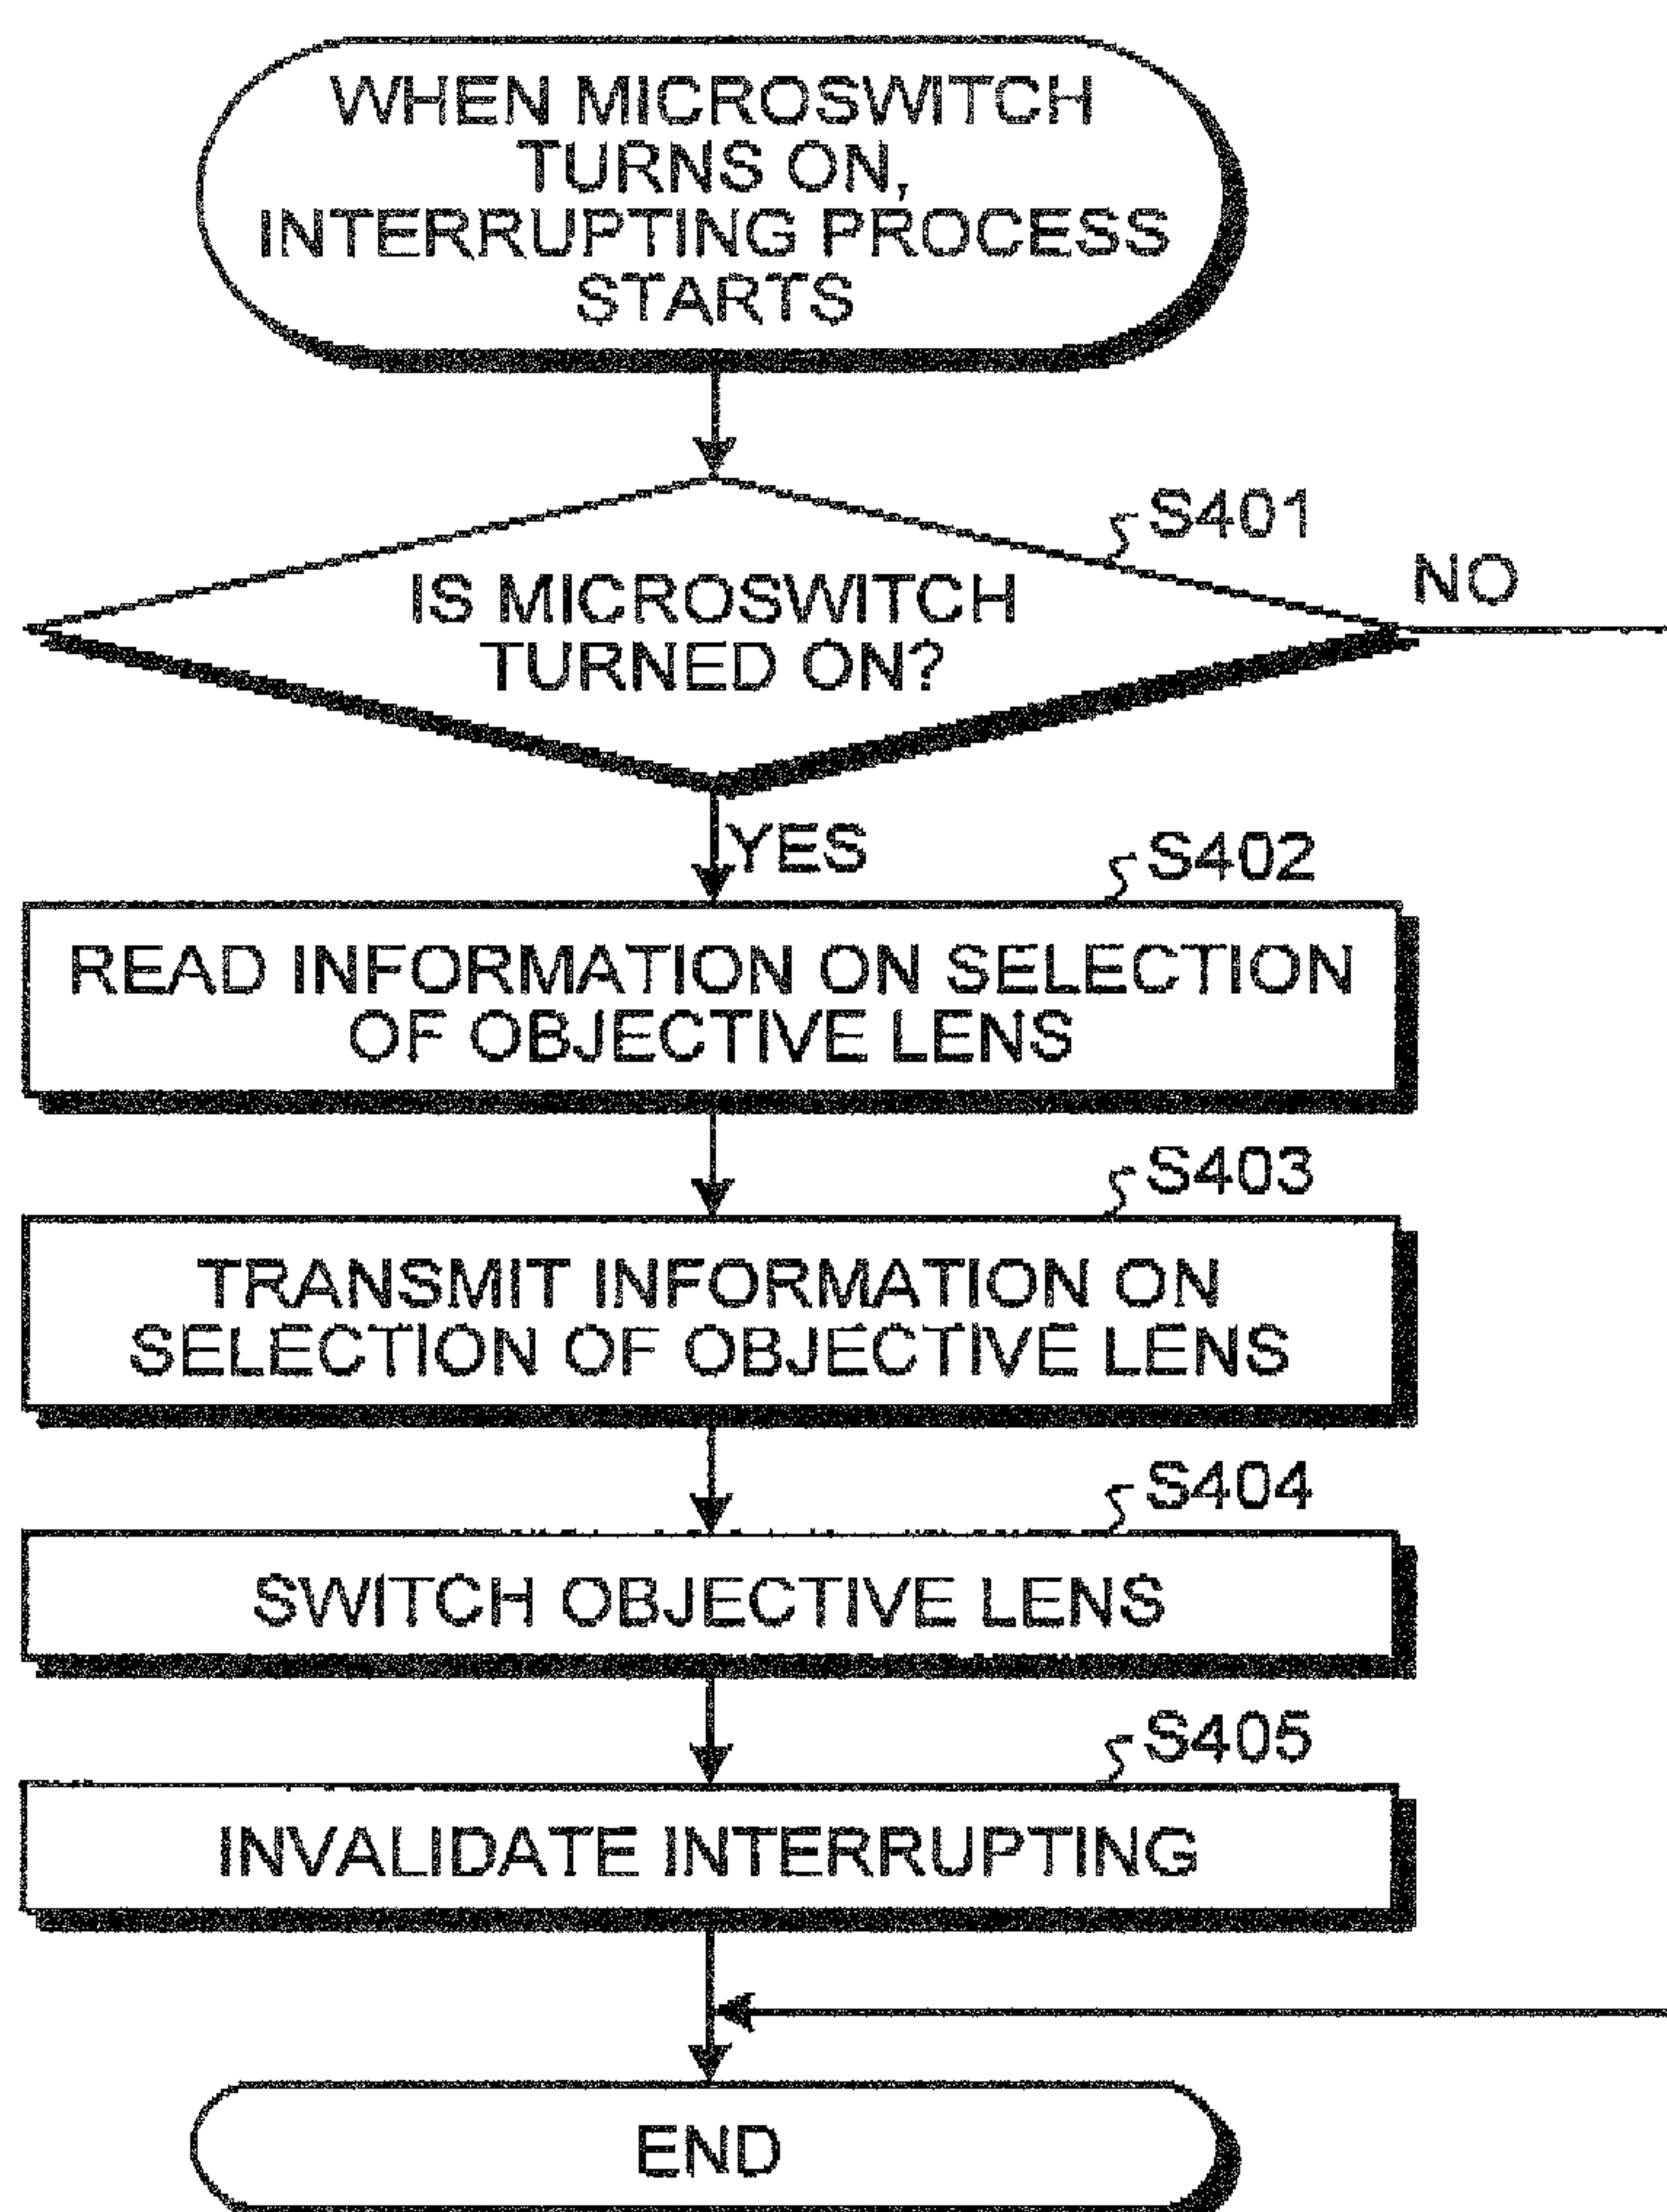 WHEN MICROSWITCH
TURNS ON,
INTERRUPTING PROCESS
STARTS
S401
NO
IS MICROSWITCH
TURNED ON?
YES
S402
READ INFORMATION ON SELECTION
OF OBJECTIVE LENS
S403
TRANSMIT INFORMATION ON
SELECTION OF OBJECTIVE LENS
S404
SWITCH OBJECTIVE LENS
S405
INVALIDATE INTERRUPTING
END